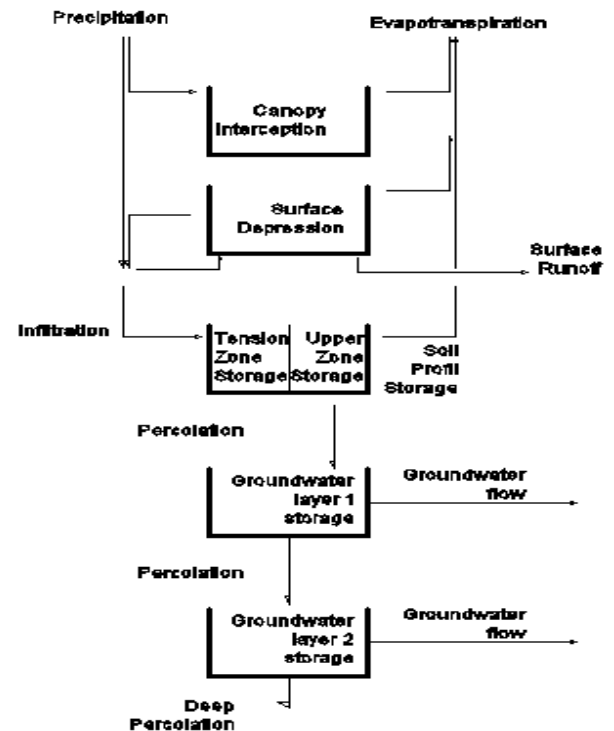 Precipitation
Evapotranspiration
Canopy
Interception
Surface
Depression
Surface
Runoff
Infiltration
Tension
Zone
Storage
Upper
Zone
Storage
Soil
Profil
Storage
Percolation
Groundwater
layer 1
storage
Groundwater
flow
Percolation
Groundwater
layer 2
storage
Groundwater
flow
Deep
Percolation